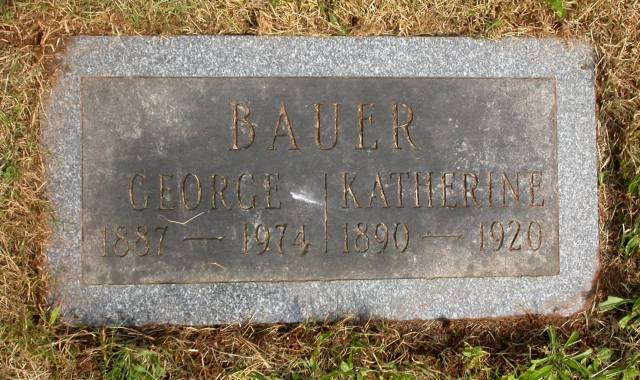 BAUER
GEORGE KATHERINE
1887 — 1974 1890 — 1920